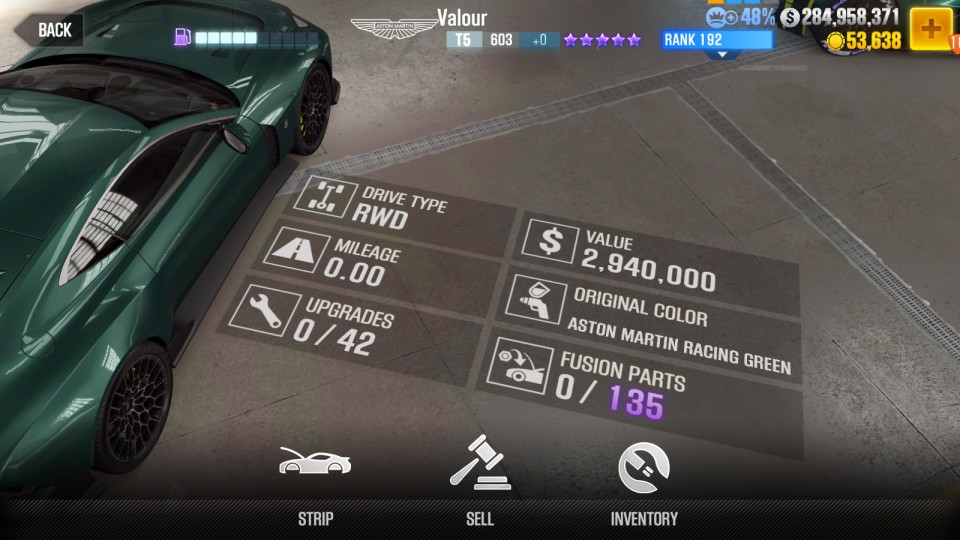 BACK
ASTON MARTIN
Valour
T5 603 +0
RANK 192
48%
284,958,371
53,638
DRIVE TYPE
RWD
MILEAGE
0.00
UPGRADES
0/42
$
VALUE
2,940,000
ORIGINAL COLOR
ASTON MARTIN RACING GREEN
FUSION PARTS
0/ 135
STRIP
SELL
INVENTORY